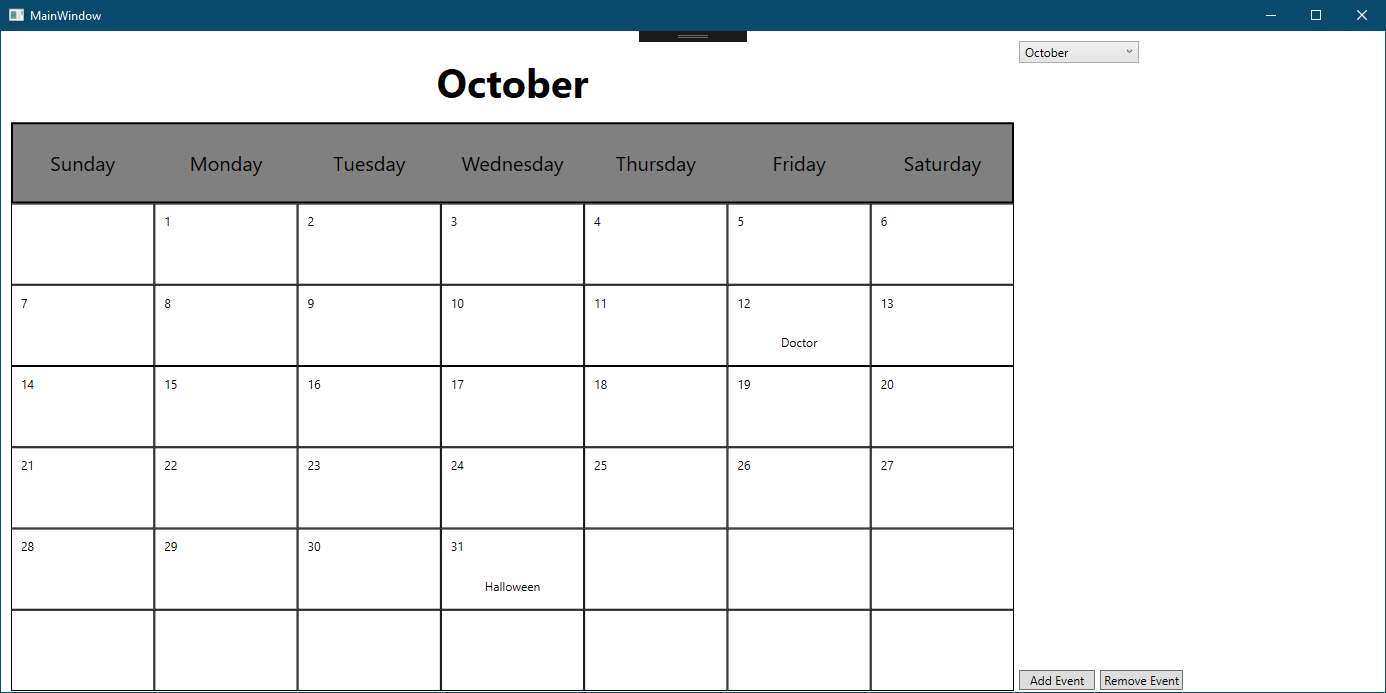 MainWindow
October
October
Sunday Monday Tuesday Wednesday Thursday Friday Saturday
1 2 3 4 5 6
7 8 9 10 11 12 13
Doctor
14 15 16 17 18 19 20
21 22 23 24 25 26 27
28 29 30 31
Halloween
Add Event Remove Event